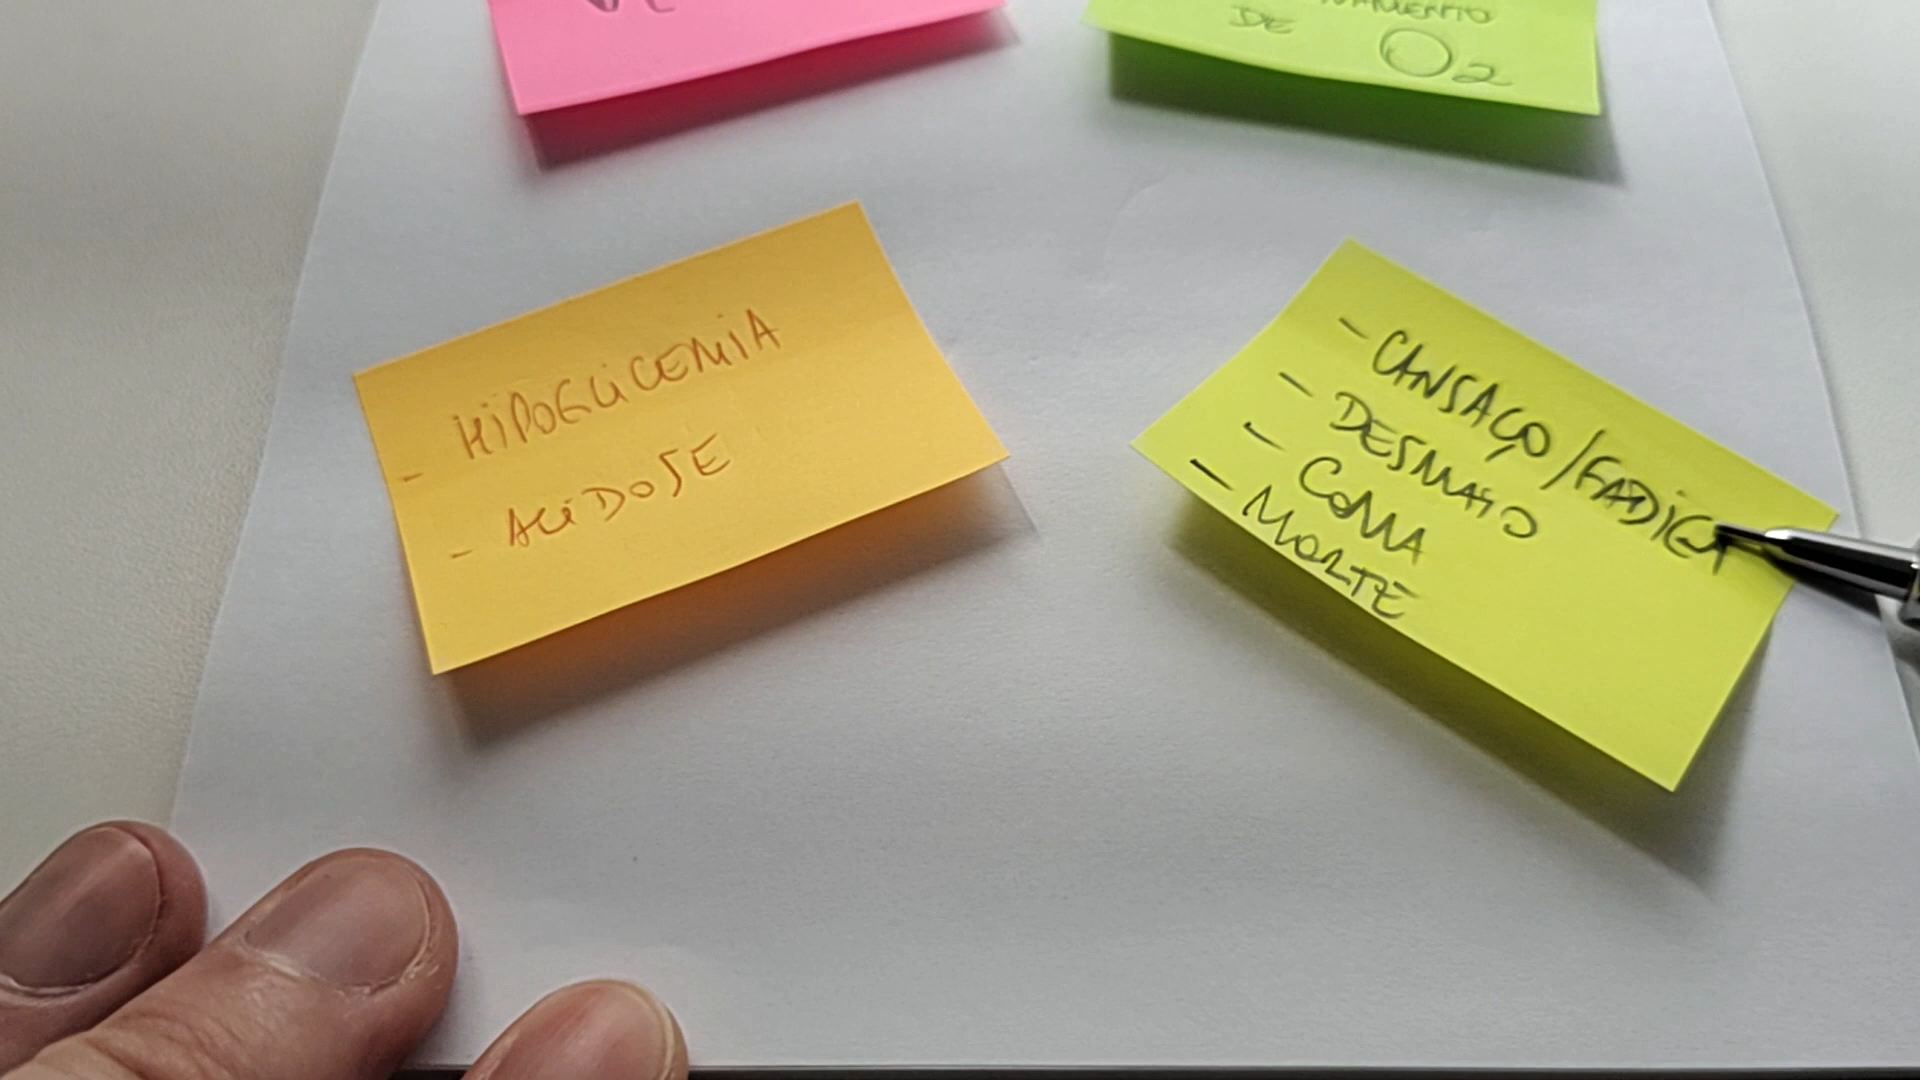 DE
O2
- HIPOGLICEMIA
- ACIDOSE
- CANSAÇO/FADIGA
- DESMAIO
- COMA
- MORTE